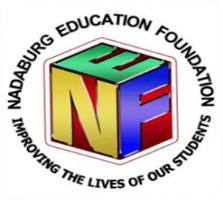 NADABURG EDUCATION FOUNDATION
NEF
IMPROVING THE LIVES OF OUR STUDENTS